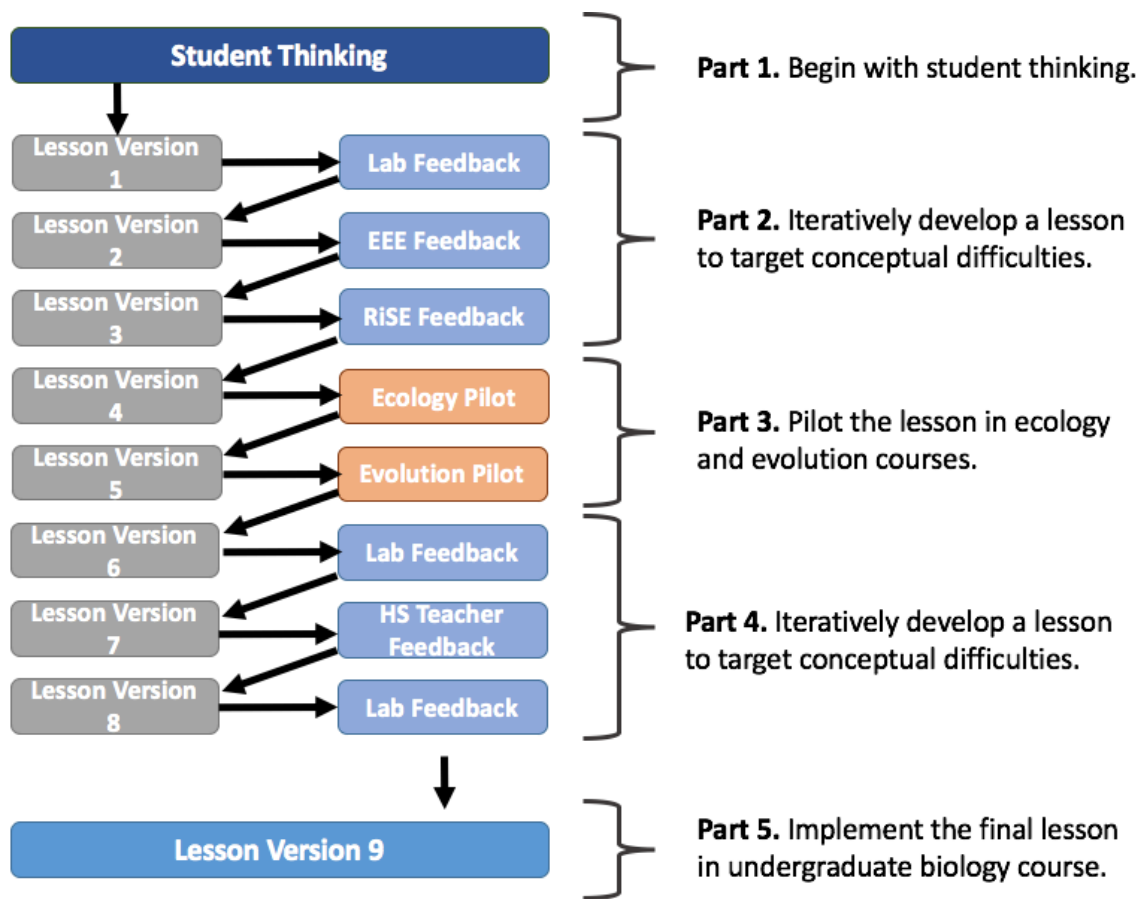 Student Thinking
Part 1. Begin with student thinking.
Lesson Version
1
Lab Feedback
Lesson Version
2
EEE Feedback
Lesson Version
3
RiSE Feedback
Part 2. Iteratively develop a lesson
to target conceptual difficulties.
Lesson Version
4
Ecology Pilot
Lesson Version
5
Evolution Pilot
Part 3. Pilot the lesson in ecology
and evolution courses.
Lesson Version
6
Lab Feedback
Lesson Version
7
HS Teacher
Feedback
Lesson Version
8
Lab Feedback
Part 4. Iteratively develop a lesson
to target conceptual difficulties.
Lesson Version 9
Part 5. Implement the final lesson
in undergraduate biology course.